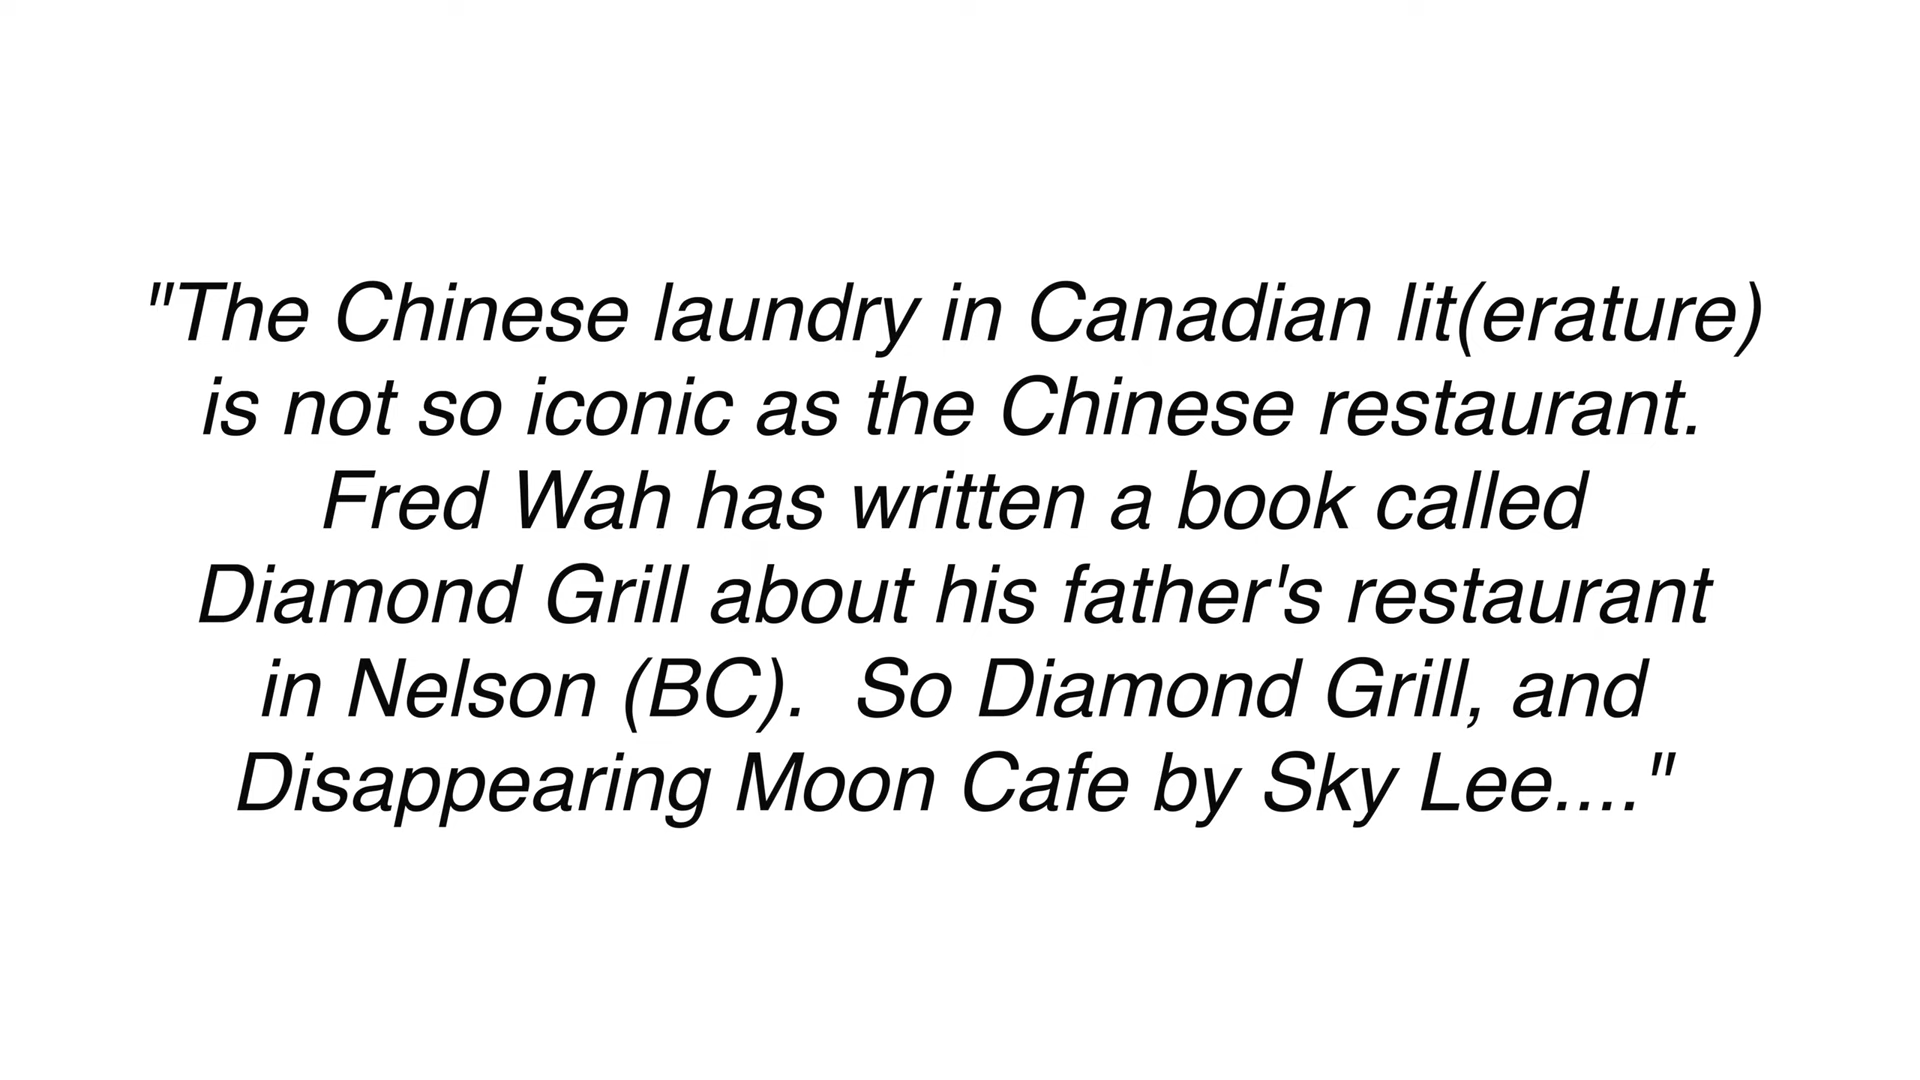 "The Chinese laundry in Canadian lit(erature)
is not so iconic as the Chinese restaurant.
Fred Wah has written a book called
Diamond Grill about his father's restaurant
in Nelson (BC).  So Diamond Grill, and
Disappearing Moon Cafe by Sky Lee...."